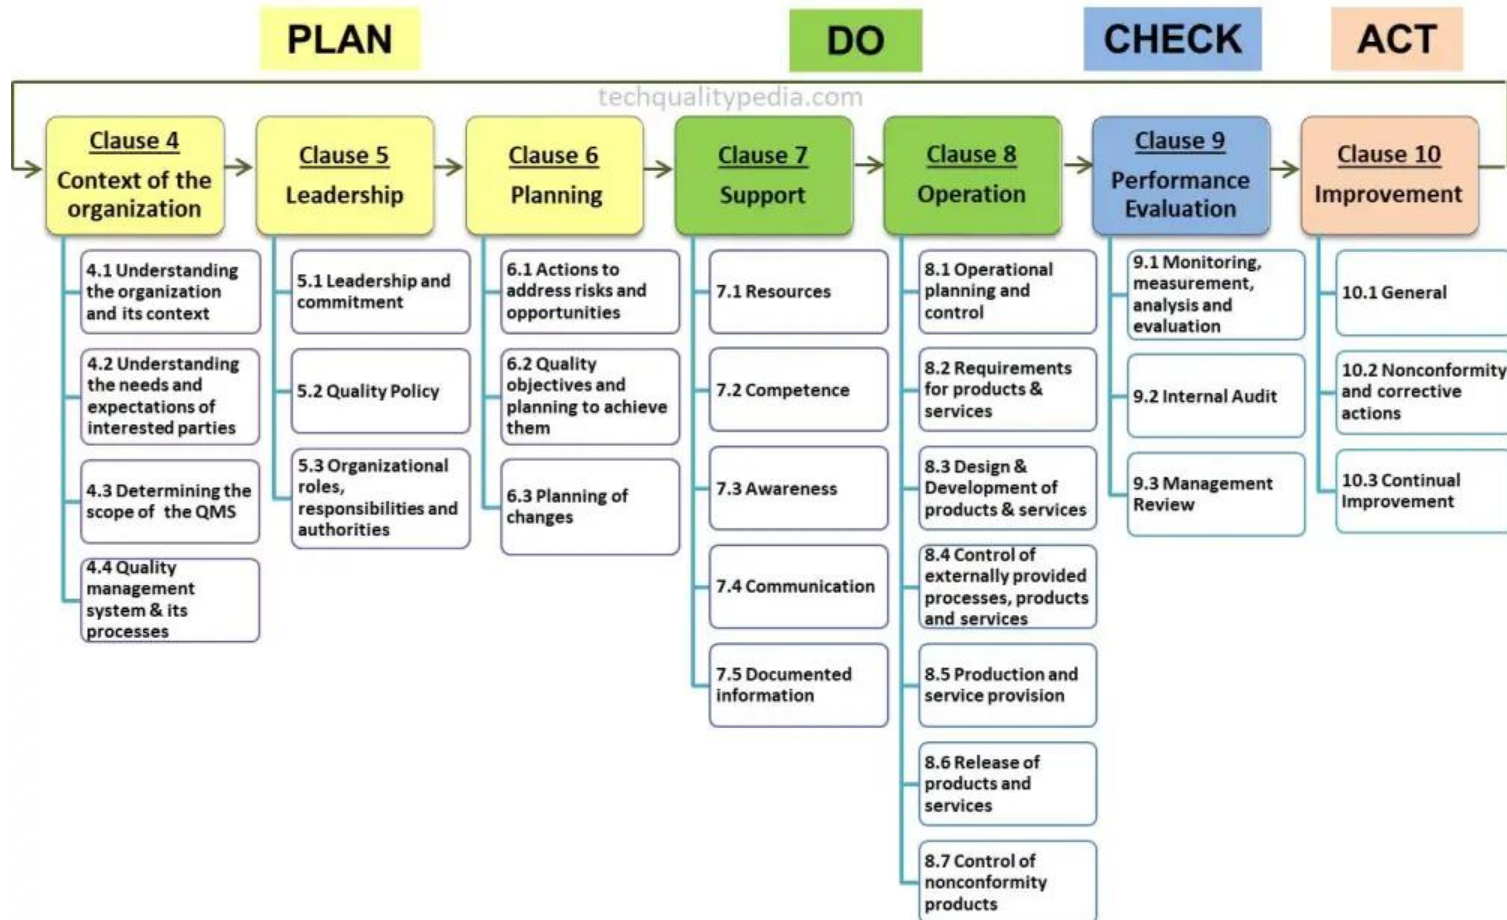 PLAN
DO
CHECK
ACT
techqualitypedia.com
Clause 4
Context of the
organization
Clause 5
Leadership
Clause 6
Planning
Clause 7
Support
Clause 8
Operation
Clause 9
Performance
Evaluation
Clause 10
Improvement
4.1 Understanding
the organization
and its context
4.2 Understanding
the needs and
expectations of
interested parties
4.3 Determining the
scope of the QMS
4.4 Quality
management
system & its
processes
5.1 Leadership and
commitment
5.2 Quality Policy
5.3 Organizational
roles,
responsibilities and
authorities
6.1 Actions to
address risks and
opportunities
6.2 Quality
objectives and
planning to achieve
them
6.3 Planning of
changes
7.1 Resources
7.2 Competence
7.3 Awareness
7.4 Communication
7.5 Documented
information
8.1 Operational
planning and
control
8.2 Requirements
for products &
services
8.3 Design &
Development of
products & services
8.4 Control of
externally provided
processes, products
and services
8.5 Production and
service provision
8.6 Release of
products and
services
8.7 Control of
nonconformity
products
9.1 Monitoring,
measurement,
analysis and
evaluation
9.2 Internal Audit
9.3 Management
Review
10.1 General
10.2 Nonconformity
and corrective
actions
10.3 Continual
Improvement